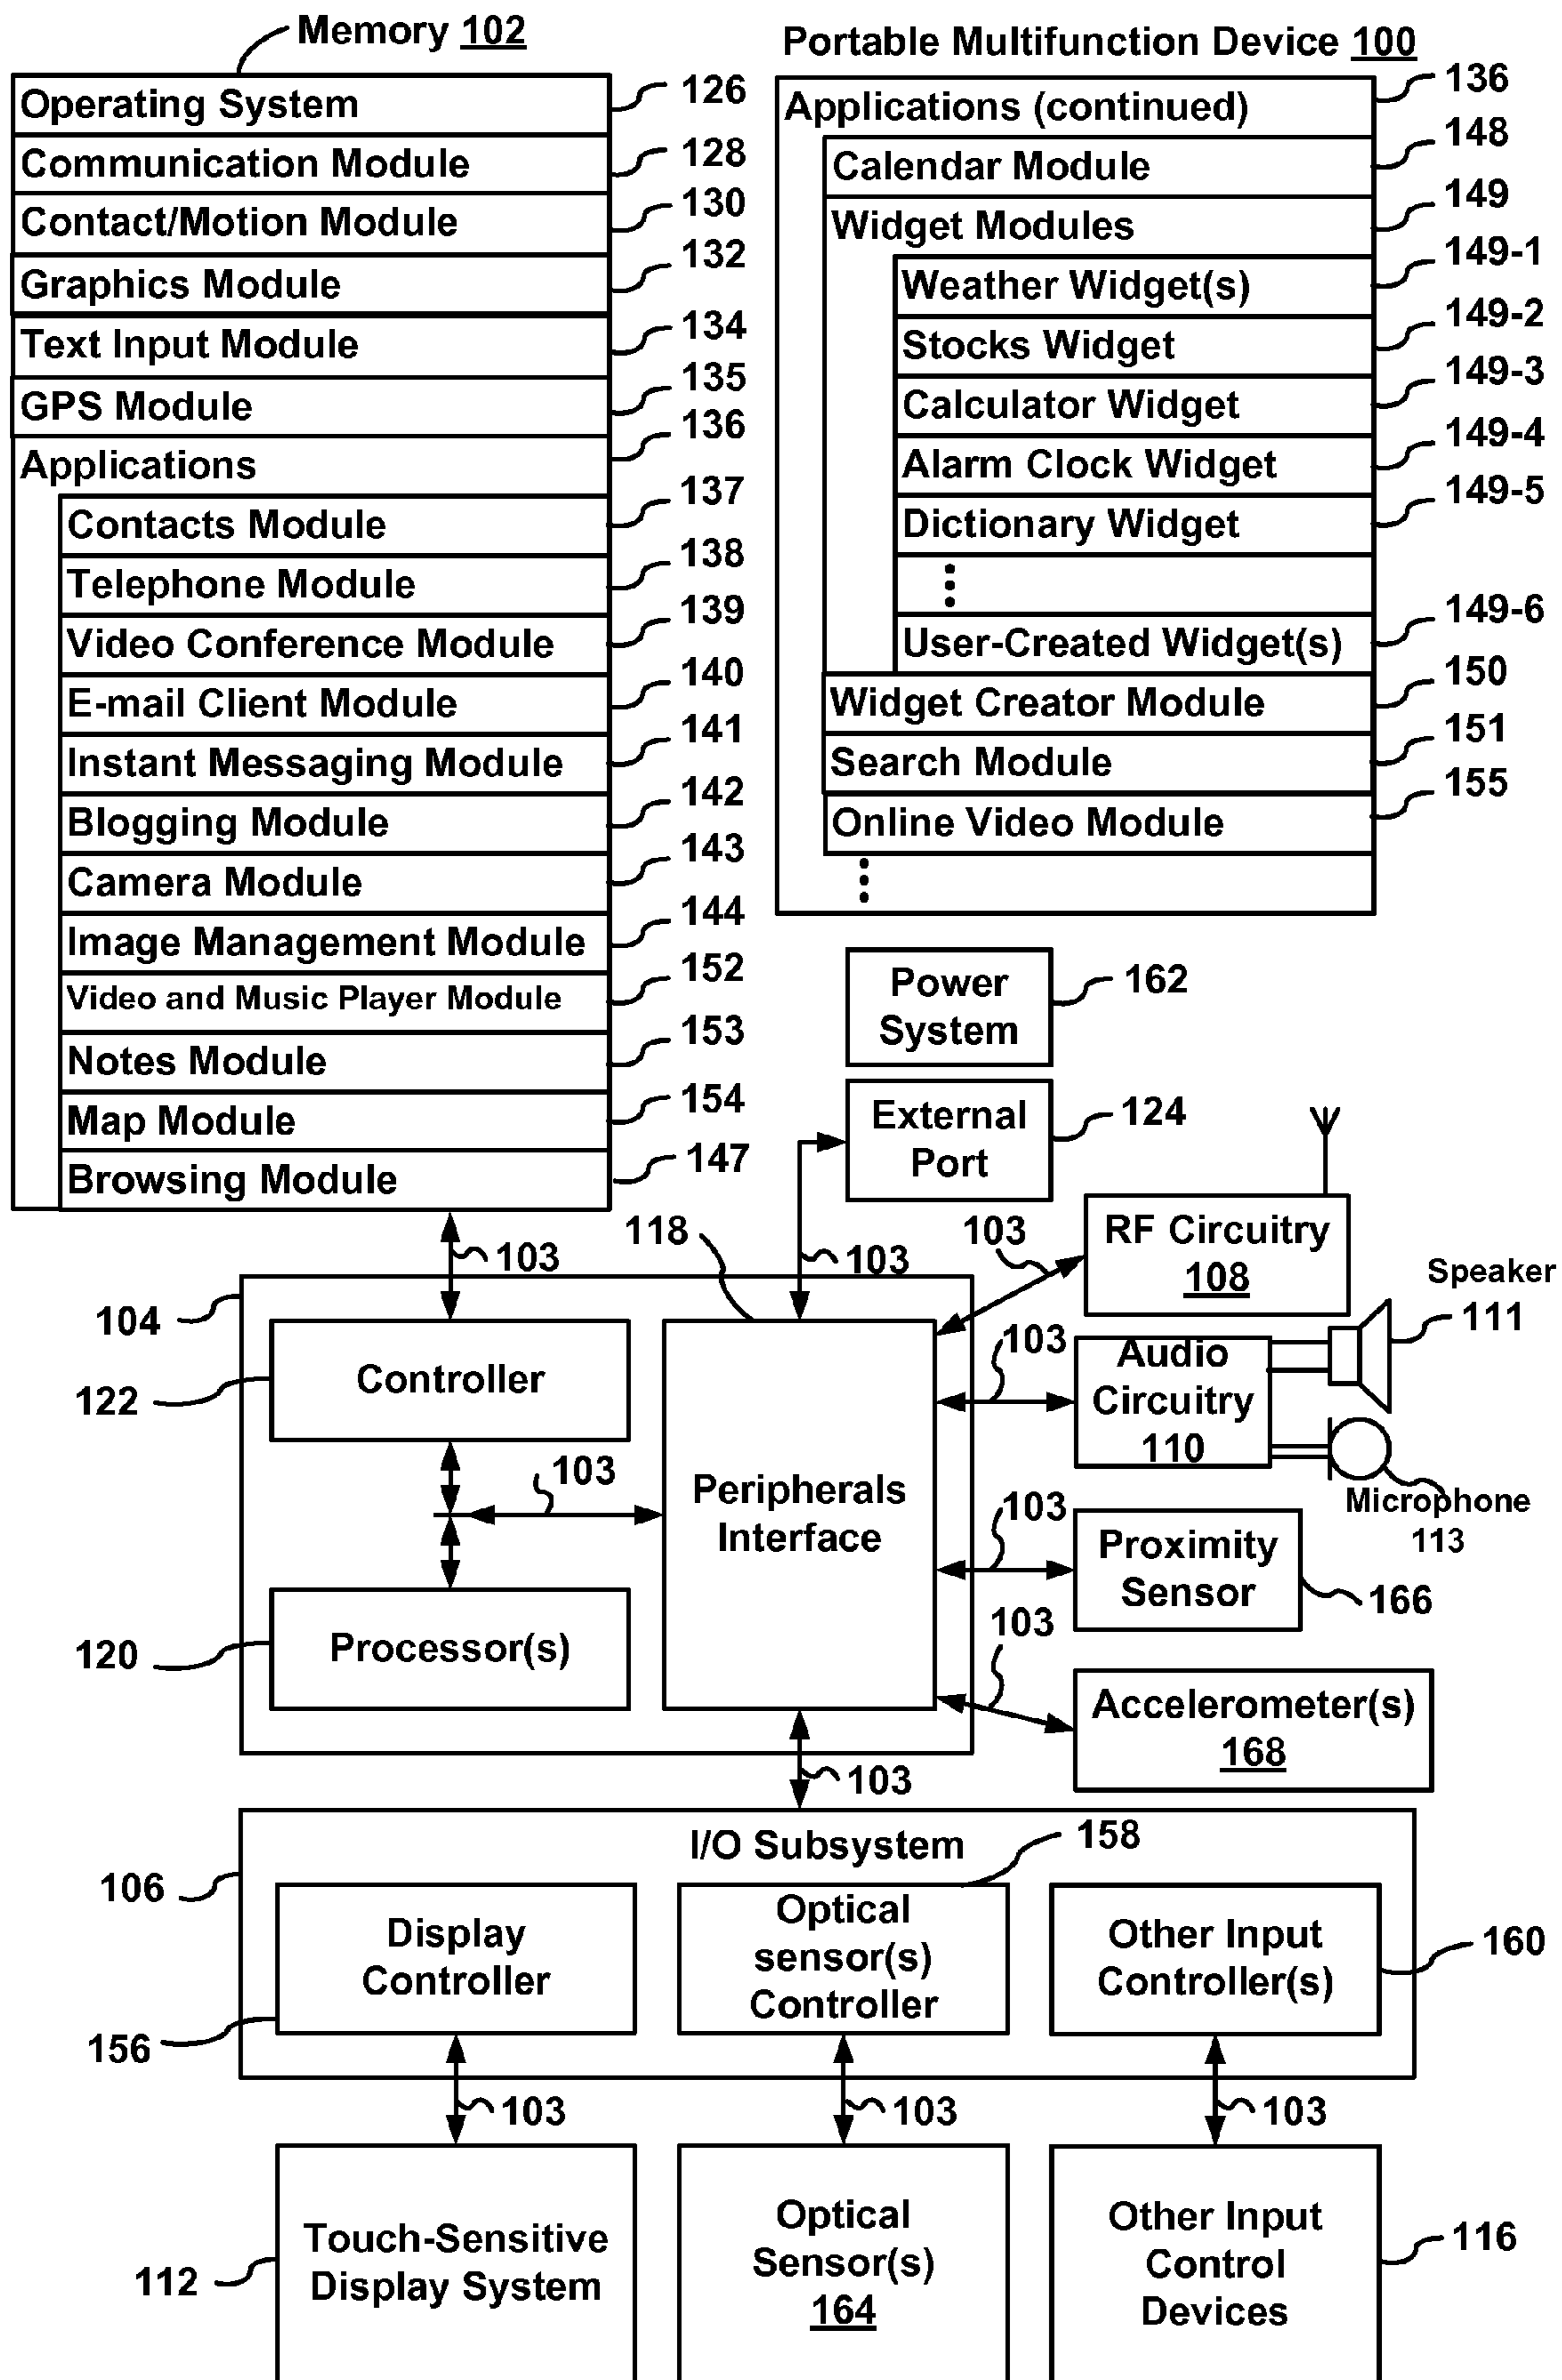 Memory 102
Operating System 126
Communication Module 128
Contact/Motion Module 130
Graphics Module 132
Text Input Module 134
GPS Module 135
Applications 136
Contacts Module 137
Telephone Module 138
Video Conference Module 139
E-mail Client Module 140
Instant Messaging Module 141
Blogging Module 142
Camera Module 143
Image Management Module 144
Video and Music Player Module 152
Notes Module 153
Map Module 154
Browsing Module 147
Portable Multifunction Device 100
Applications (continued) 136
Calendar Module 148
Widget Modules 149
Weather Widget(s) 149-1
Stocks Widget 149-2
Calculator Widget 149-3
Alarm Clock Widget 149-4
Dictionary Widget 149-5
User-Created Widget(s) 149-6
Widget Creator Module 150
Search Module 151
Online Video Module 155
Power
System
162
External
Port
124
103
118
103
103
RF Circuitry
108
Speaker
111
104
Controller
122
103
Audio
Circuitry
110
Microphone
113
103
Peripherals
Interface
103
Proximity
Sensor
166
Processor(s)
120
103
Accelerometer(s)
168
103
I/O Subsystem
158
106
Display
Controller
156
Optical
sensor(s)
Controller
Other Input
Controller(s)
160
103
103
103
Touch-Sensitive
Display System
112
Optical
Sensor(s)
164
Other Input
Control
Devices
116